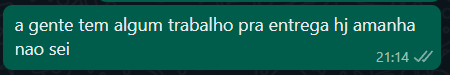 a gente tem algum trabalho pra entrega hj amanha
nao sei
21:14